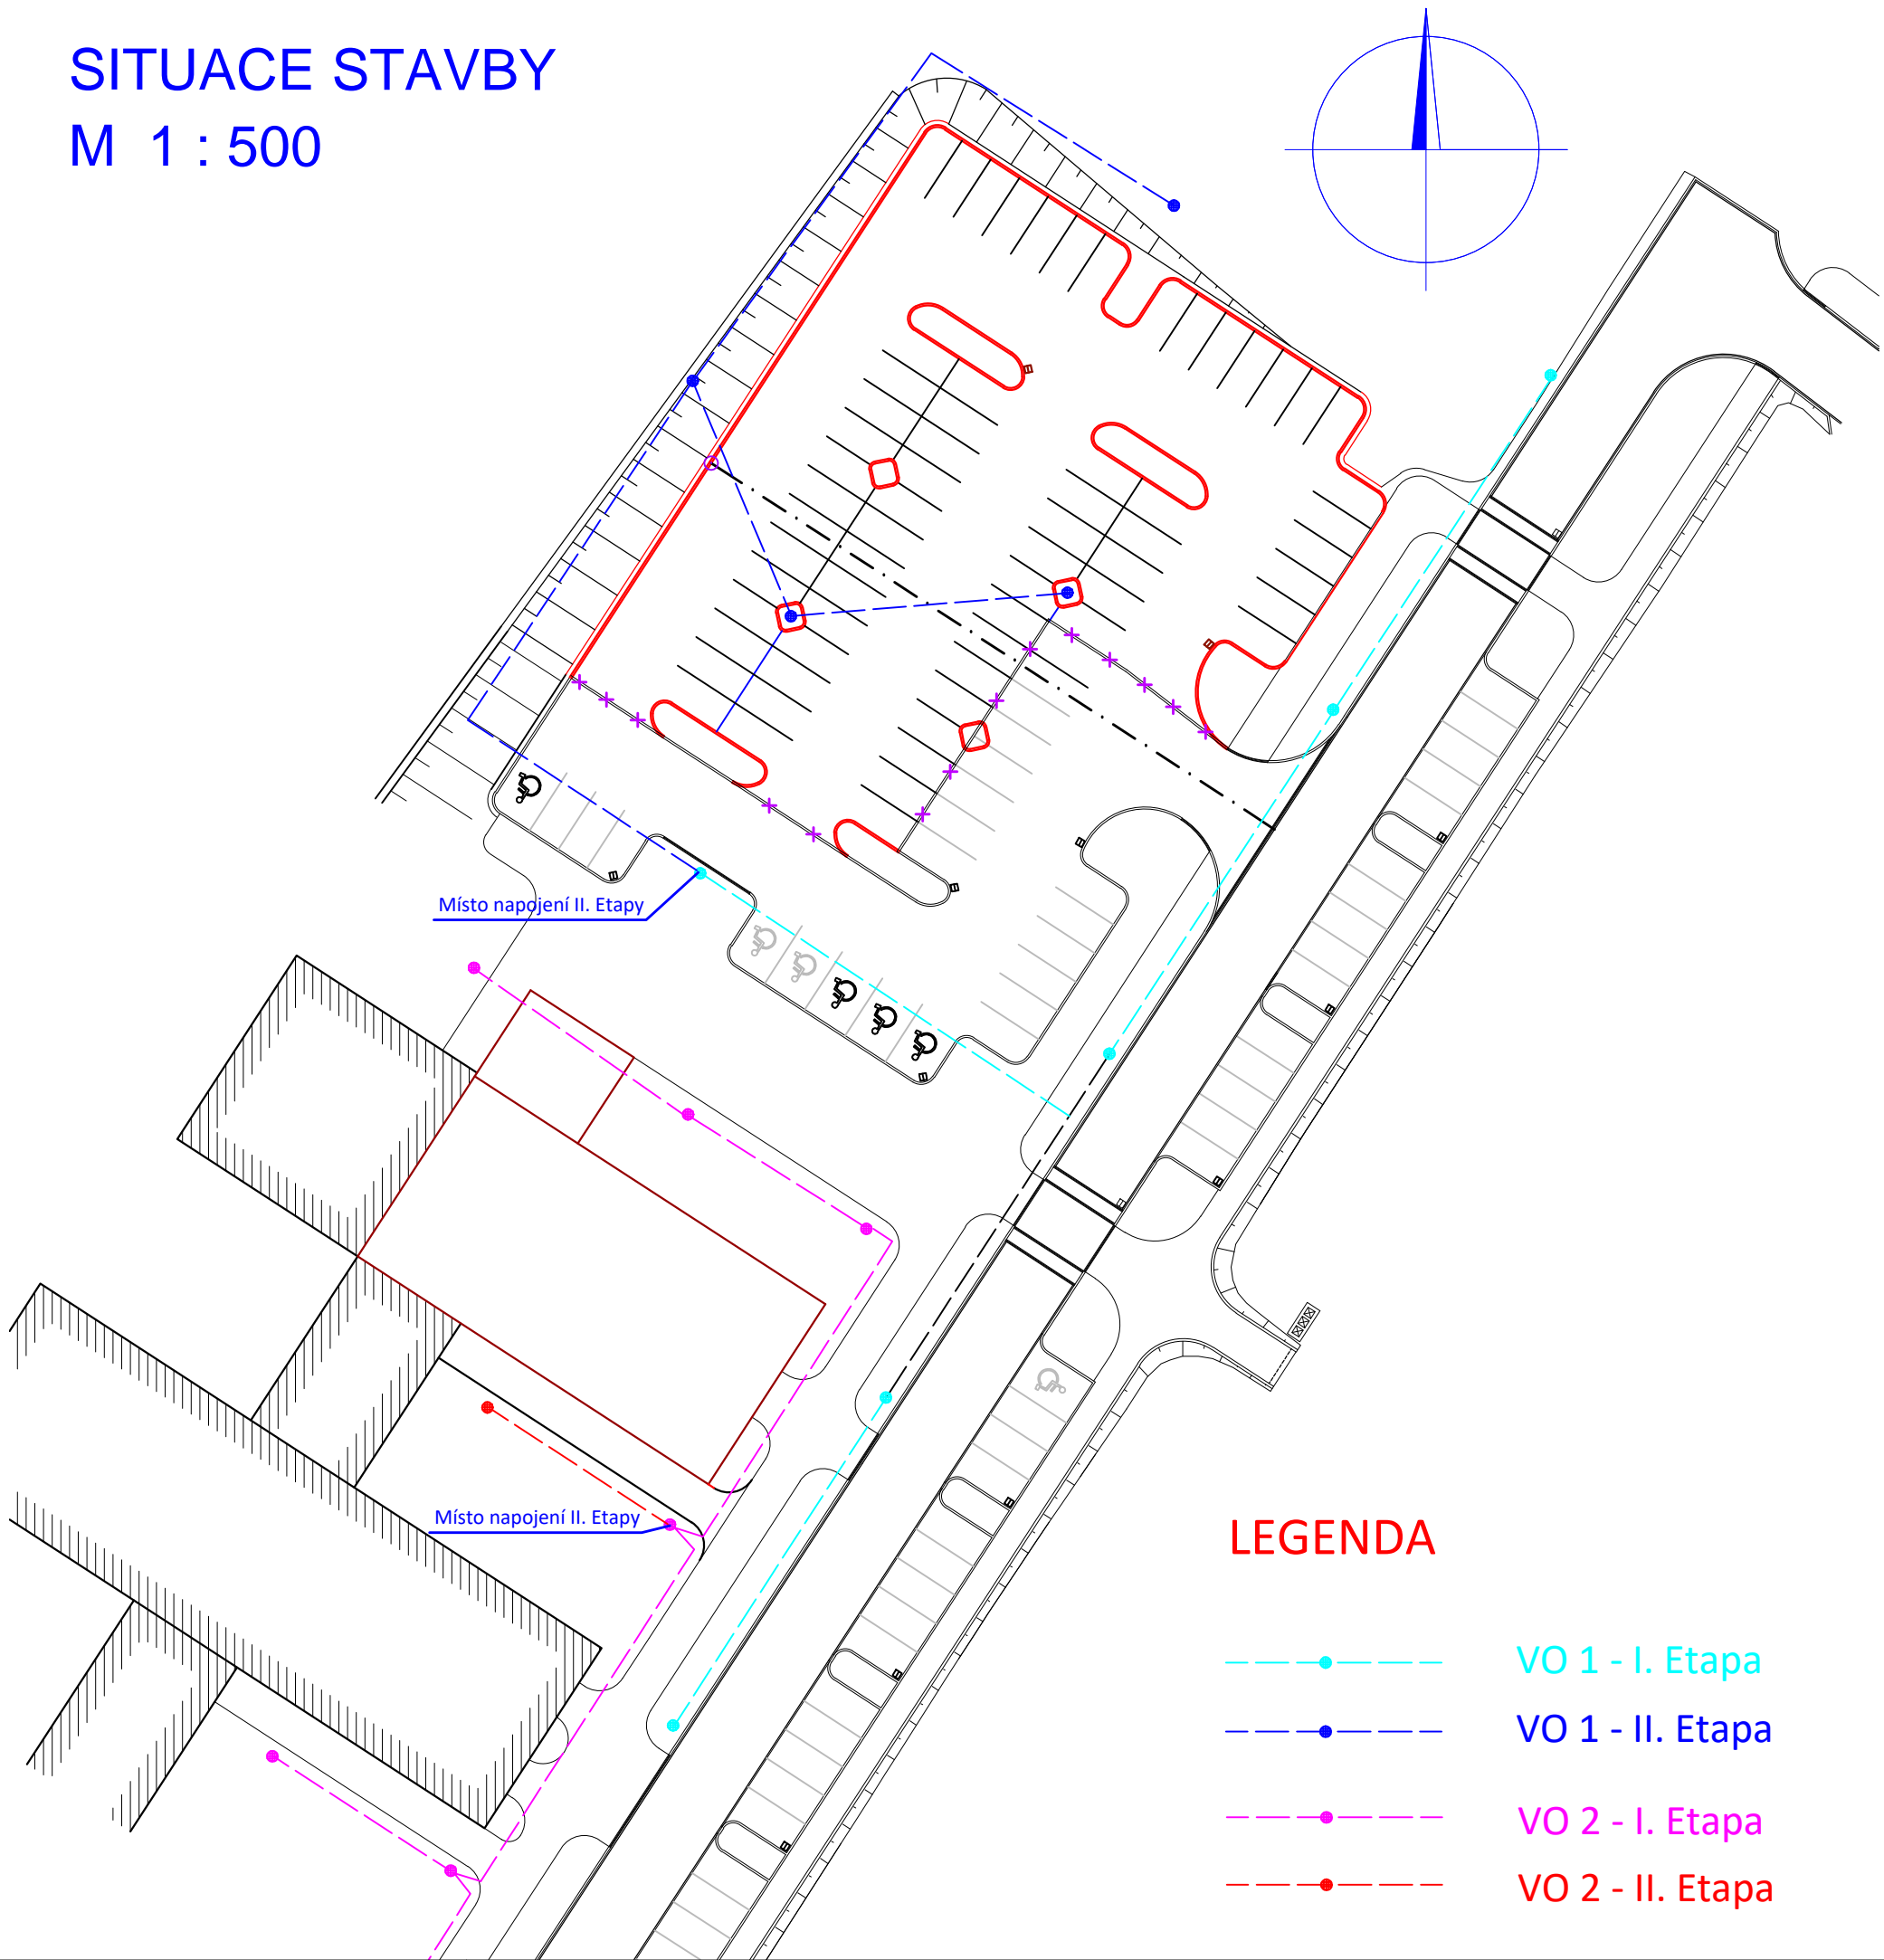 SITUACE STAVBY
M 1 : 500
Místo napojení II. Etapy
Místo napojení II. Etapy
LEGENDA
VO 1 - I. Etapa
VO 1 - II. Etapa
VO 2 - I. Etapa
VO 2 - II. Etapa